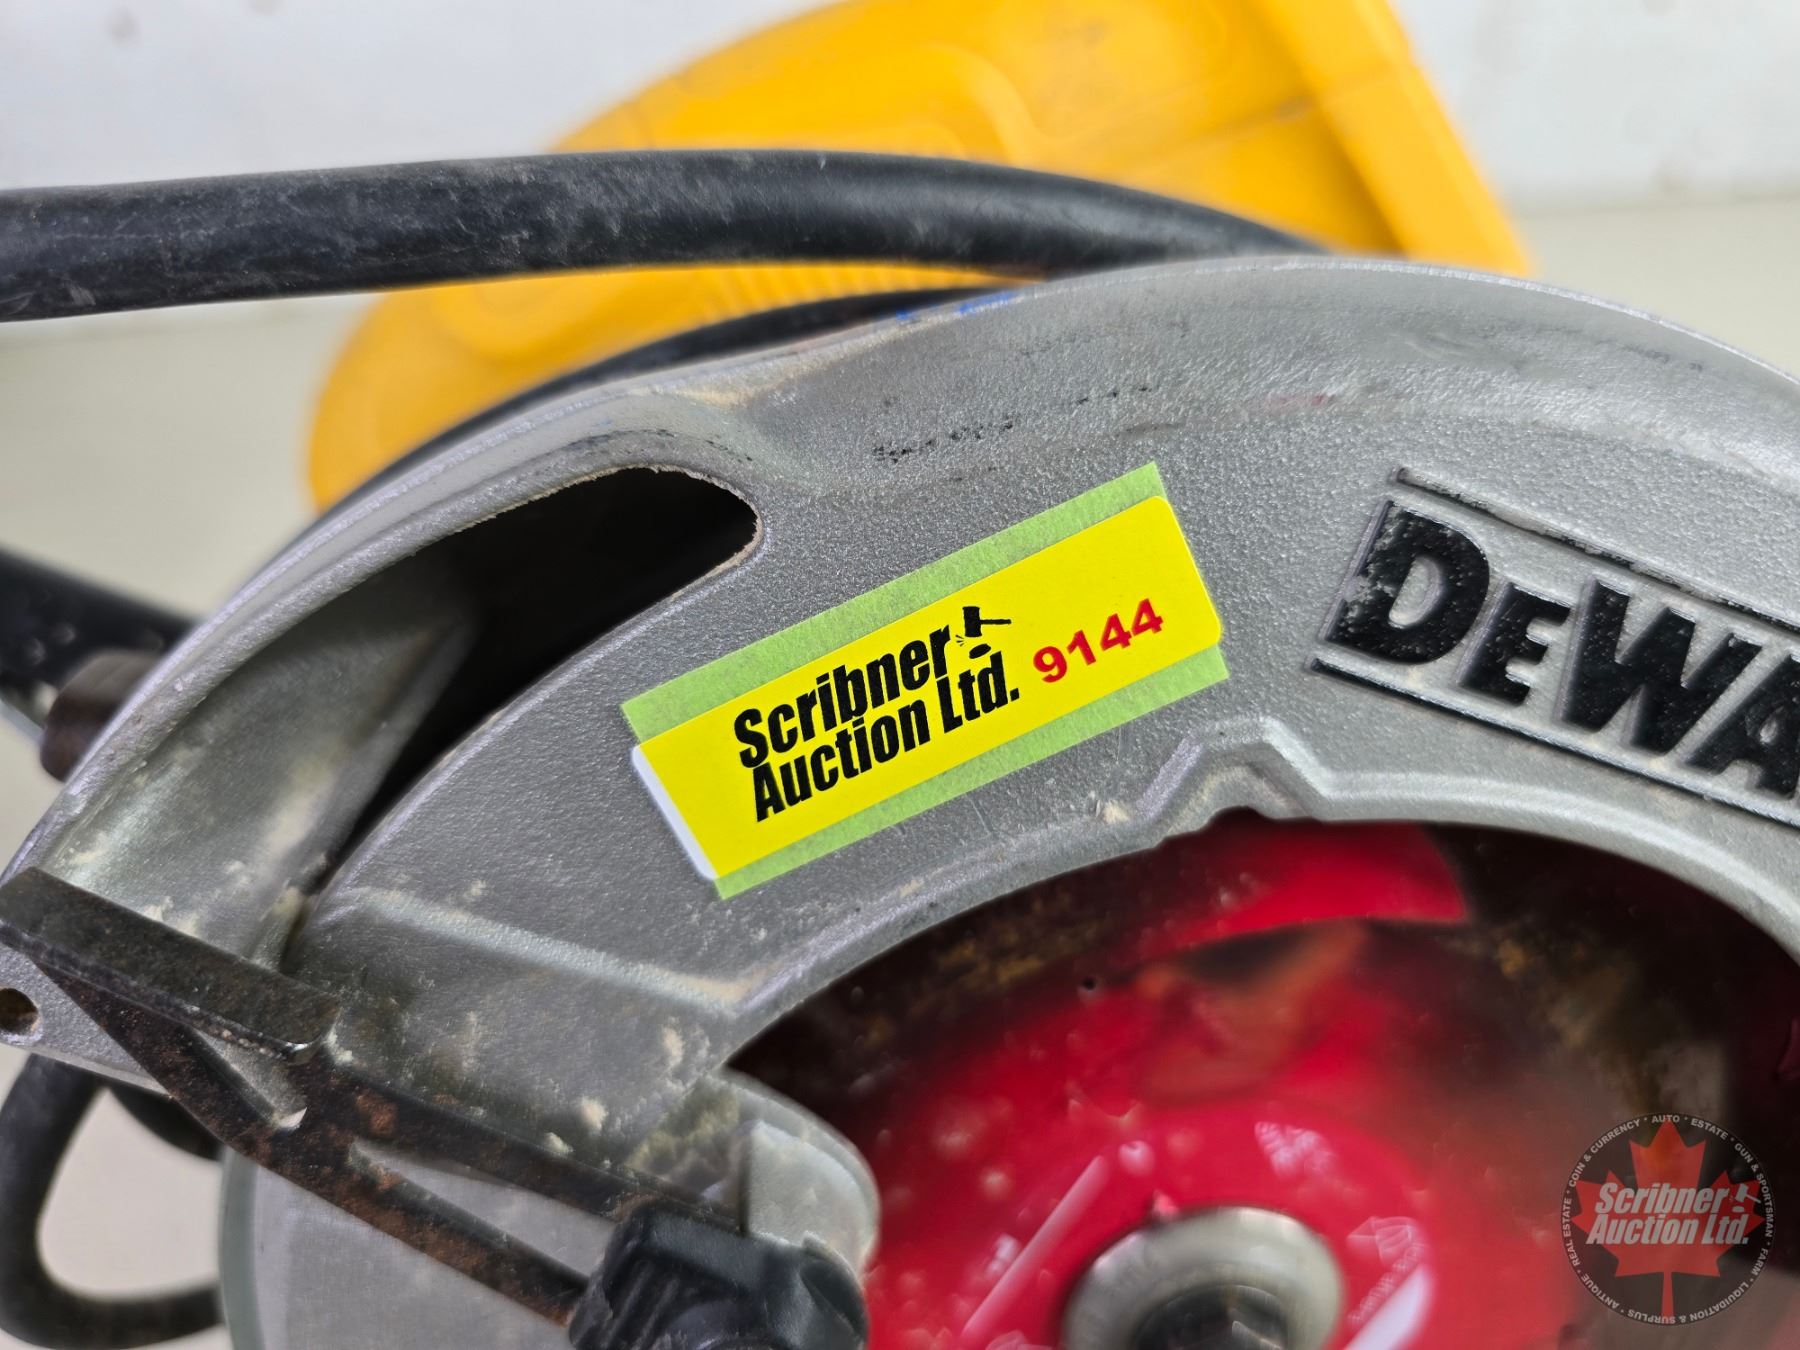 Scribner
Auction Ltd. 9144
DEWA
COIN & CURRENCY • AUTO • ESTATE • GUN & SPORTSMAN • FARM • LIQUIDATION & SURPLUS • ANTIQUE REAL ESTATE •
Scribner
Auction Ltd.